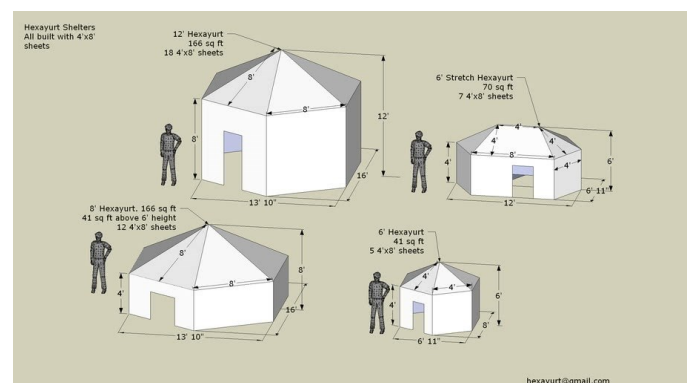 Hexayurt Shelters
All built with 4'x8'
sheets
12' Hexayurt
166 sq ft
18 4'x8' sheets
8'
8'
8'
12'
16'
13' 10"
6' Stretch Hexayurt
70 sq ft
7 4'x8' sheets
4'
4'
4'
8'
4'
4'
6'
12'
6' 11"
8' Hexayurt, 166 sq ft
41 sq ft above 6' height
12 4'x8' sheets
8'
8'
4'
8'
16'
13' 10"
6' Hexayurt
41 sq ft
5 4'x8' sheets
4'
4'
4'
6'
8'
6' 11"
hexayurt@gmail.com